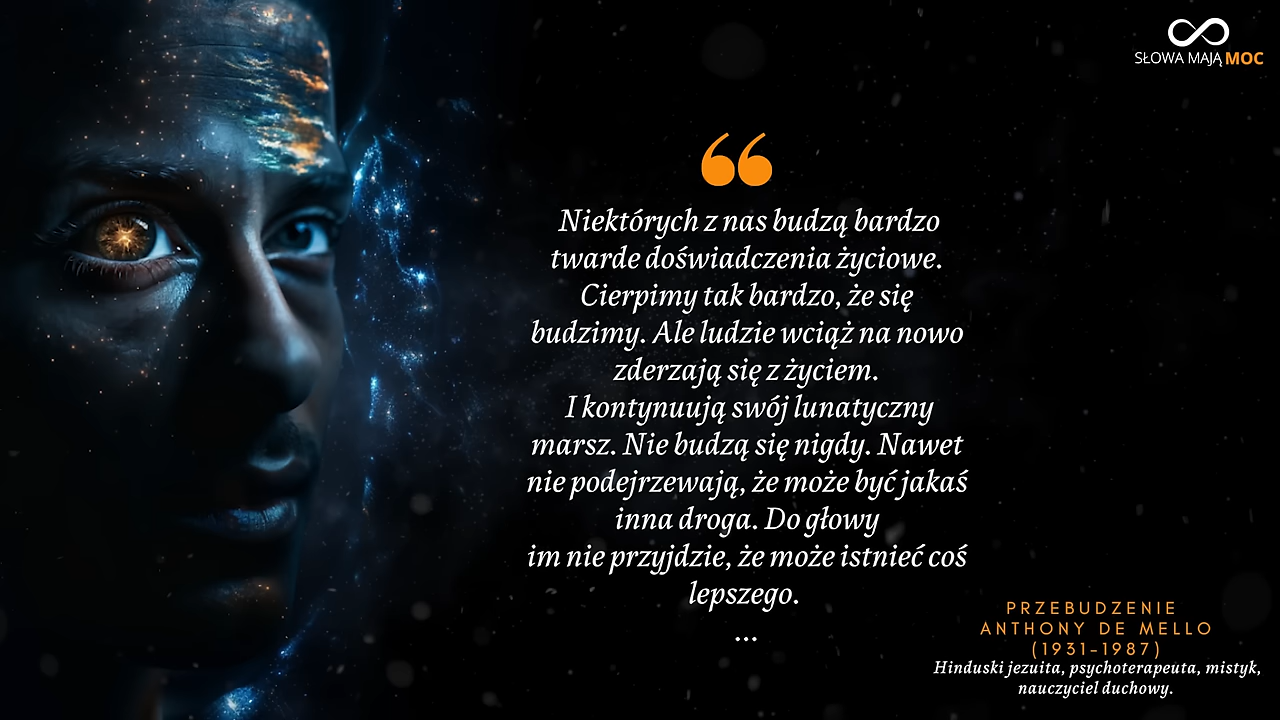 SŁOWA MAJĄ MOC
Niektórych z nas budzą bardzo
twarde doświadczenia życiowe.
Cierpimy tak bardzo, że się
budzimy. Ale ludzie wciąż na nowo
zderzają się z życiem.
I kontynuują swój lunatyczny
marsz. Nie budzą się nigdy. Nawet
nie podejrzewają, że może być jakaś
inna droga. Do głowy
im nie przyjdzie, że może istnieć coś
lepszego.
...
PRZEBUDZENIE
ANTHONY DE MELLO
(1931-1987)
Hinduski jezuita, psychoterapeuta, mistyk,
nauczyciel duchowy.